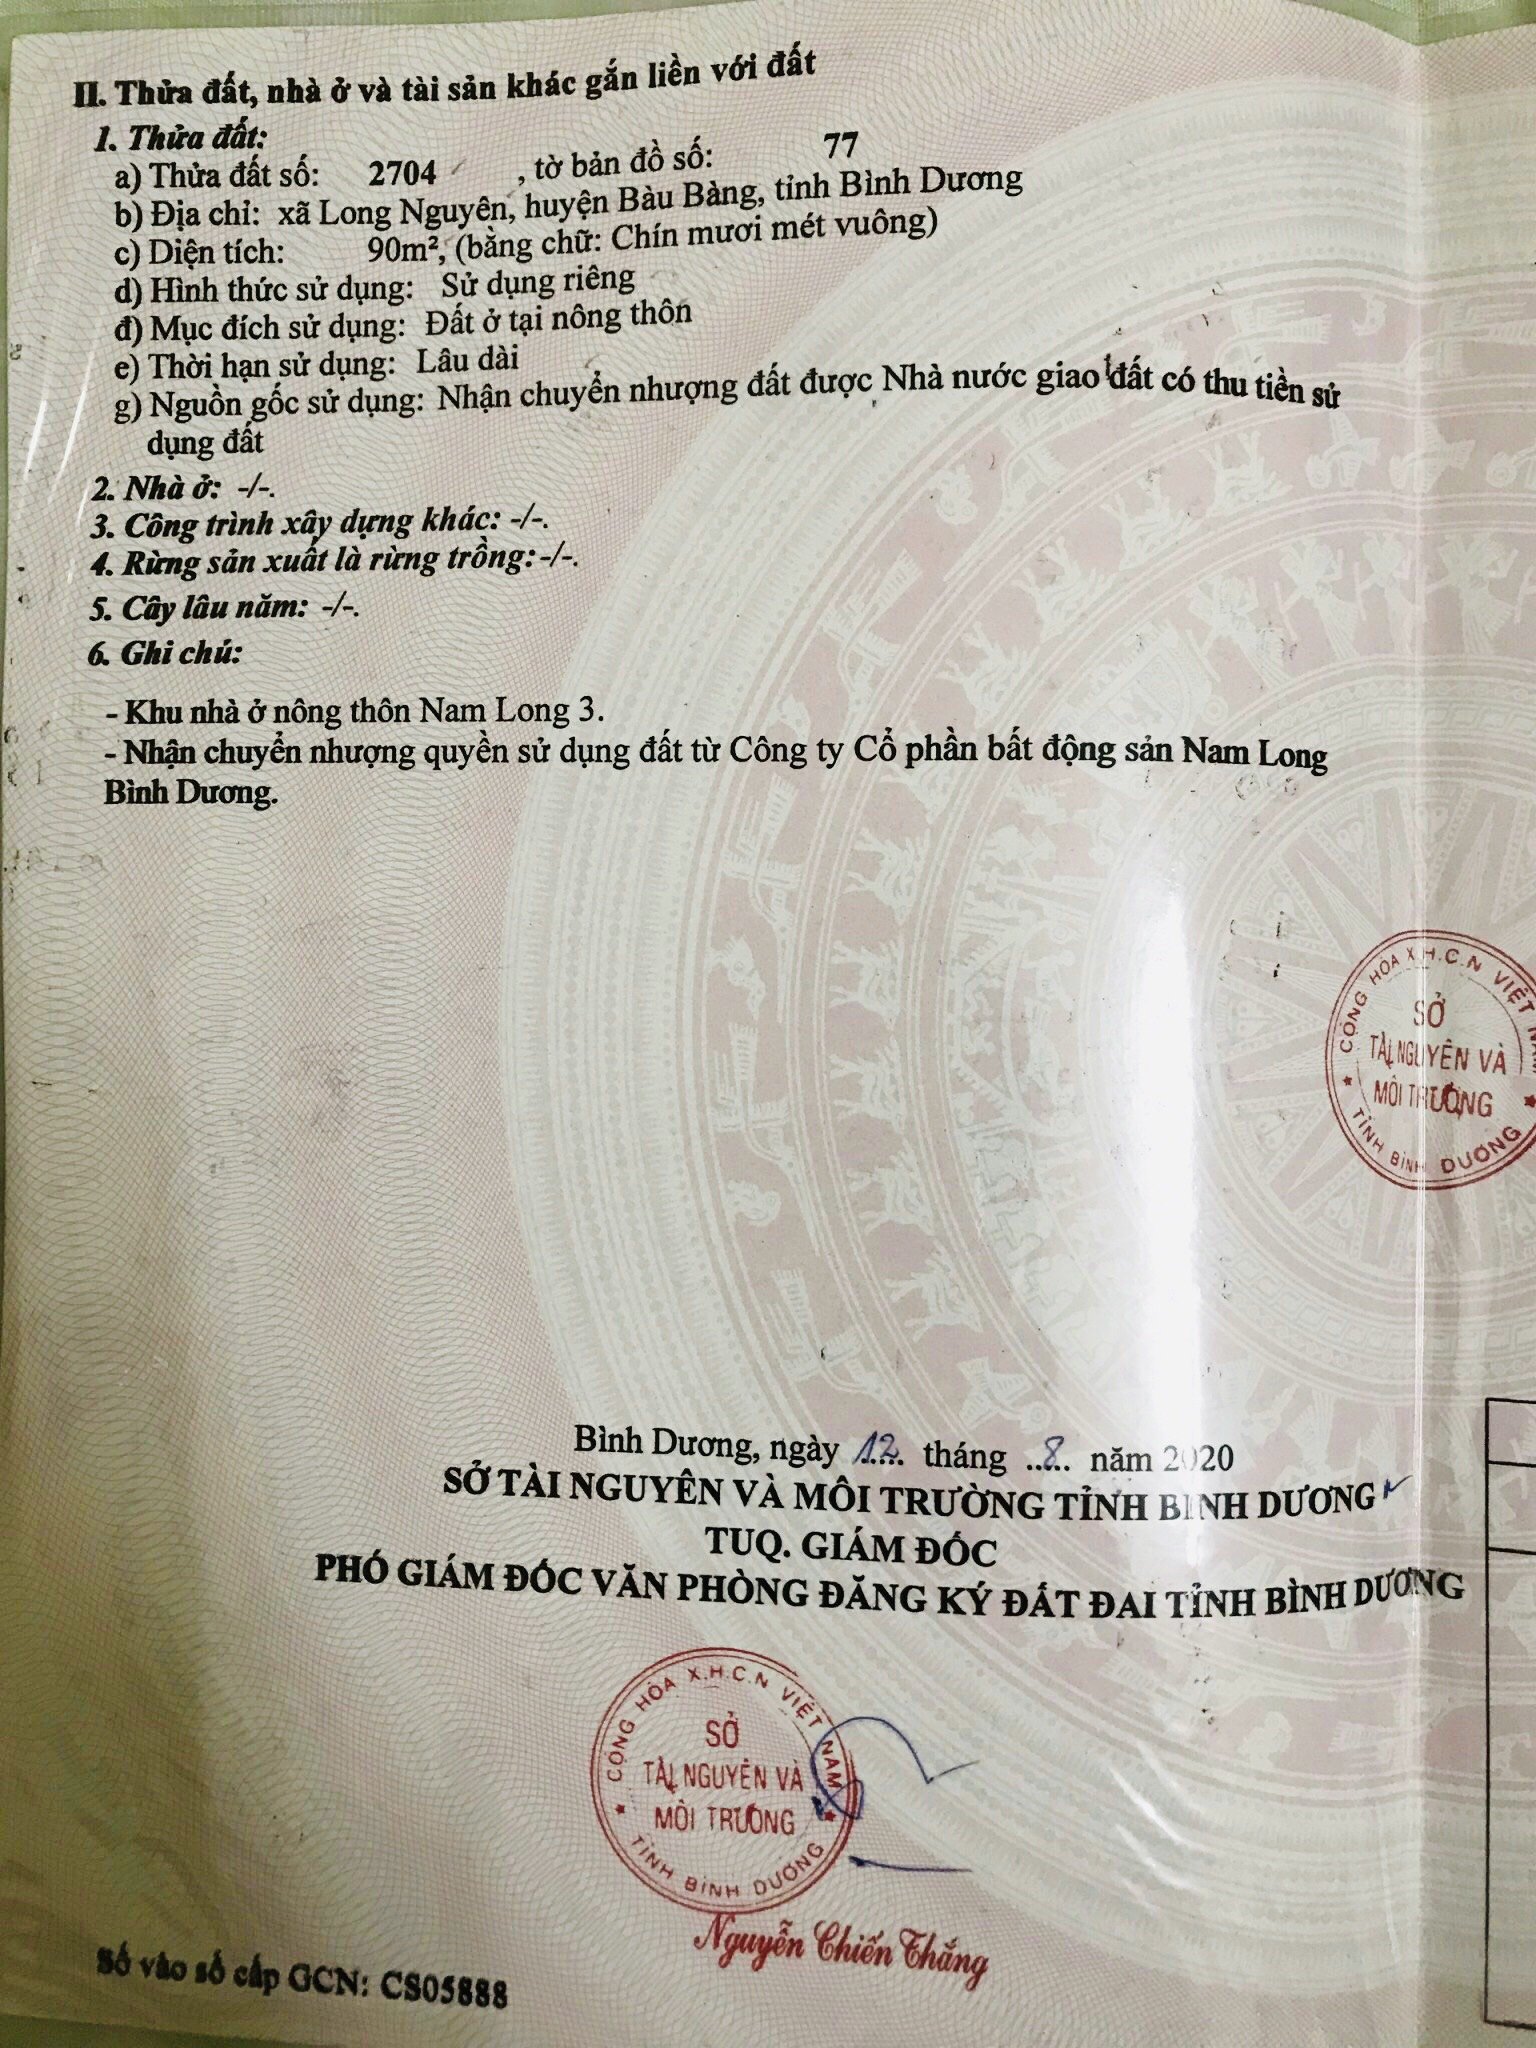 II. Thửa đất, nhà ở và tài sản khác gắn liền với đất
1. Thửa đất:
a) Thửa đất số: 2704 , tờ bản đồ số: 77
b) Địa chỉ: xã Long Nguyên, huyện Bàu Bàng, tỉnh Bình Dương
c) Diện tích: 90m², (bằng chữ: Chín mươi mét vuông)
d) Hình thức sử dụng: Sử dụng riêng
đ) Mục đích sử dụng: Đất ở tại nông thôn
e) Thời hạn sử dụng: Lâu dài
g) Nguồn gốc sử dụng: Nhận chuyển nhượng đất được Nhà nước giao đất có thu tiền sử
dụng đất
2. Nhà ở: -/-.
3. Công trình xây dựng khác: -/-.
4. Rừng sản xuất là rừng trồng:-/-.
5. Cây lâu năm: -/-.
6. Ghi chú:
- Khu nhà ở nông thôn Nam Long 3.
- Nhận chuyển nhượng quyền sử dụng đất từ Công ty Cổ phần bất động sản Nam Long
Bình Dương.
CỘNG HÒA X.H.C.N VIỆT NAM
SỞ
TÀI NGUYÊN VÀ
MÔI TRƯỜNG
TỈNH BÌNH DƯƠNG
Bình Dương, ngày 12 tháng 8 năm 2020
SỞ TÀI NGUYÊN VÀ MÔI TRƯỜNG TỈNH BÌNH DƯƠNG
TUQ. GIÁM ĐỐC
PHÓ GIÁM ĐỐC VĂN PHÒNG ĐĂNG KÝ ĐẤT ĐAI TỈNH BÌNH DƯƠNG
CỘNG HÒA X.H.C.N VIỆT NAM
SỞ
TÀI NGUYÊN VÀ
MÔI TRƯỜNG
TỈNH BÌNH DƯƠNG
Nguyễn Chiến Thắng
Số vào sổ cấp GCN: CS05888